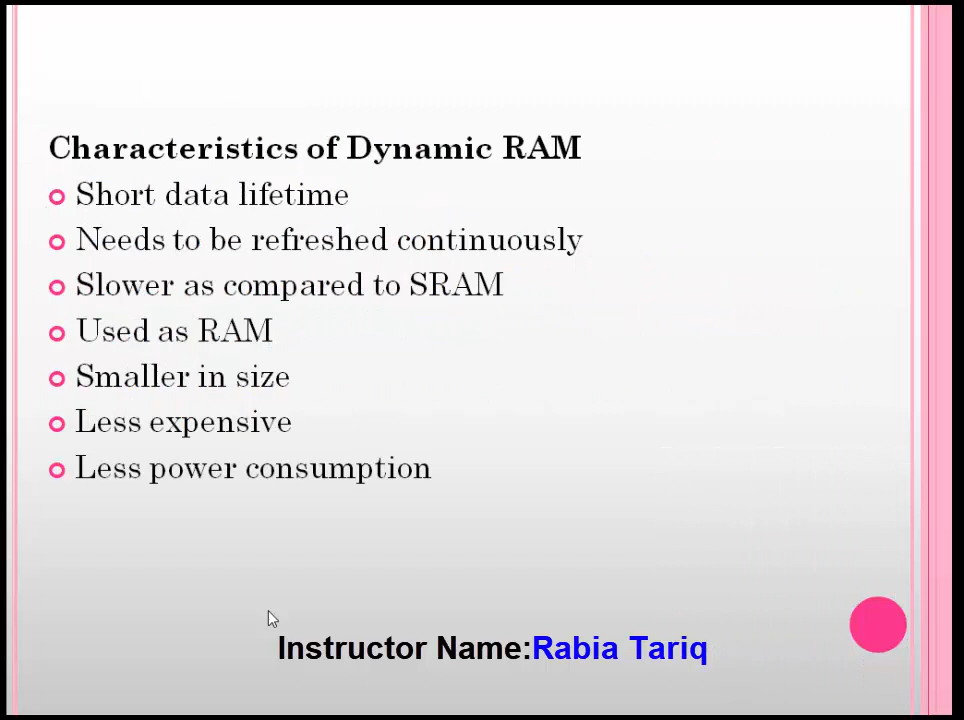 Characteristics of Dynamic RAM
Short data lifetime
Needs to be refreshed continuously
Slower as compared to SRAM
Used as RAM
Smaller in size
Less expensive
Less power consumption
Instructor Name:Rabia Tariq